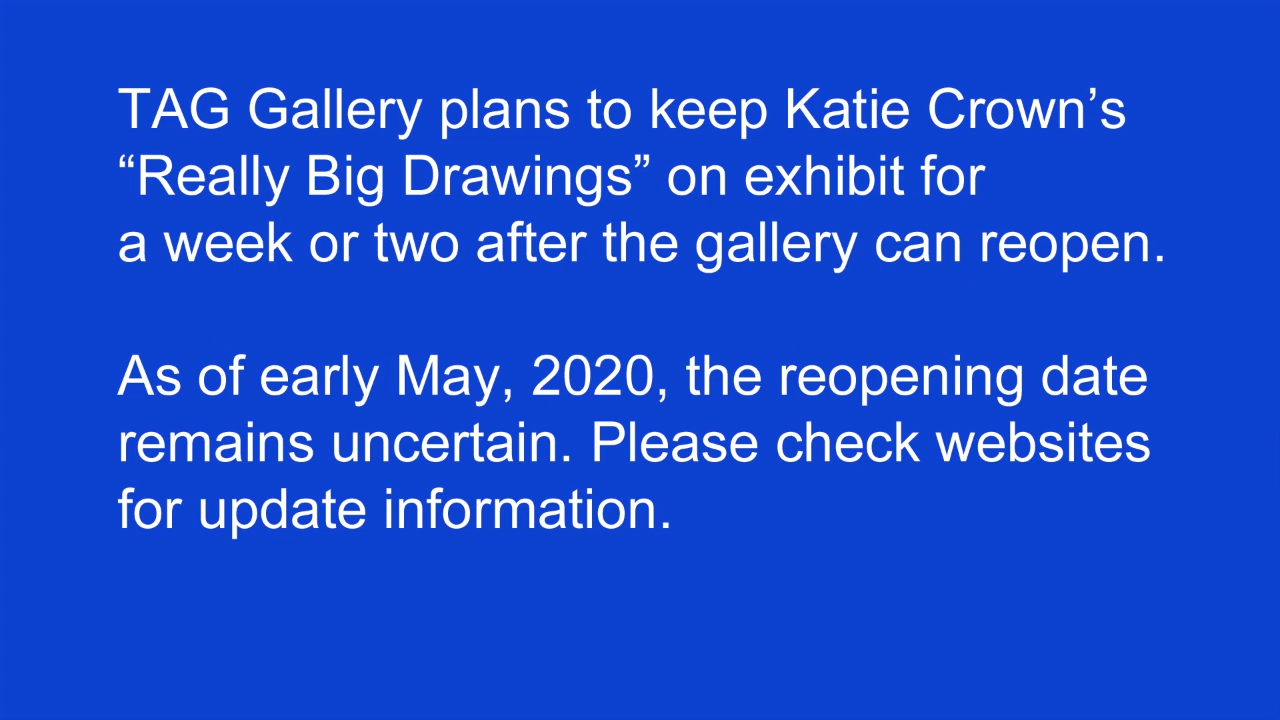 TAG Gallery plans to keep Katie Crown’s
“Really Big Drawings” on exhibit for
a week or two after the gallery can reopen.
As of early May, 2020, the reopening date
remains uncertain. Please check websites
for update information.